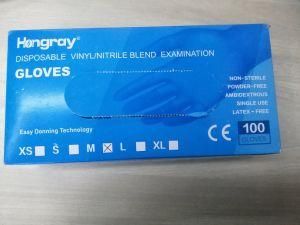 Hongray®
DISPOSABLE VINYL/NITRILE BLEND EXAMINATION
GLOVES
NON-STERILE
POWDER-FREE
AMBIDEXTROUS
SINGLE USE
LATEX-FREE
Easy Donning Technology
CE 100
GLOVES
XS S M L XL